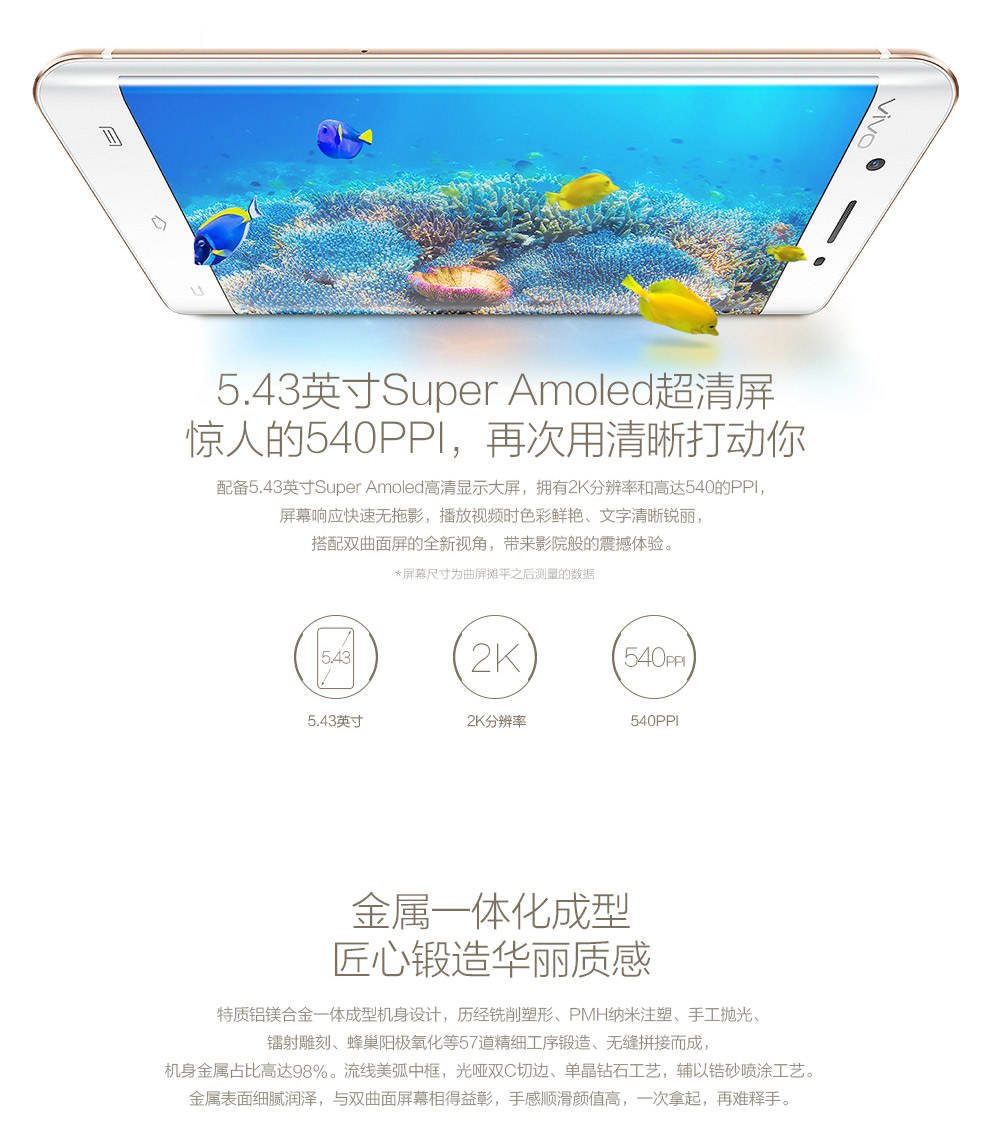 vivo
5.43英寸Super Amoled超清屏
惊人的540PPI，再次用清晰打动你
配备5.43英寸Super Amoled高清显示大屏，拥有2K分辨率和高达540的PPI，
屏幕响应快速无拖影，播放视频时色彩鲜艳、文字清晰锐丽，
搭配双曲面屏的全新视角，带来影院般的震撼体验。
*屏幕尺寸为曲屏摊平之后测量的数据
5.43 2K 540PPI
5.43英寸 2K分辨率 540PPI
金属一体化成型
匠心锻造华丽质感
特质铝镁合金一体成型机身设计，历经铣削塑形、PMH纳米注塑、手工抛光、
镭射雕刻、蜂巢阳极氧化等57道精细工序锻造、无缝拼接而成，
机身金属占比高达98%。流线美弧中框，光哑双C切边、单晶钻石工艺，辅以锆砂喷涂工艺。
金属表面细腻润泽，与双曲面屏幕相得益彰，手感顺滑颜值高，一次拿起，再难释手。